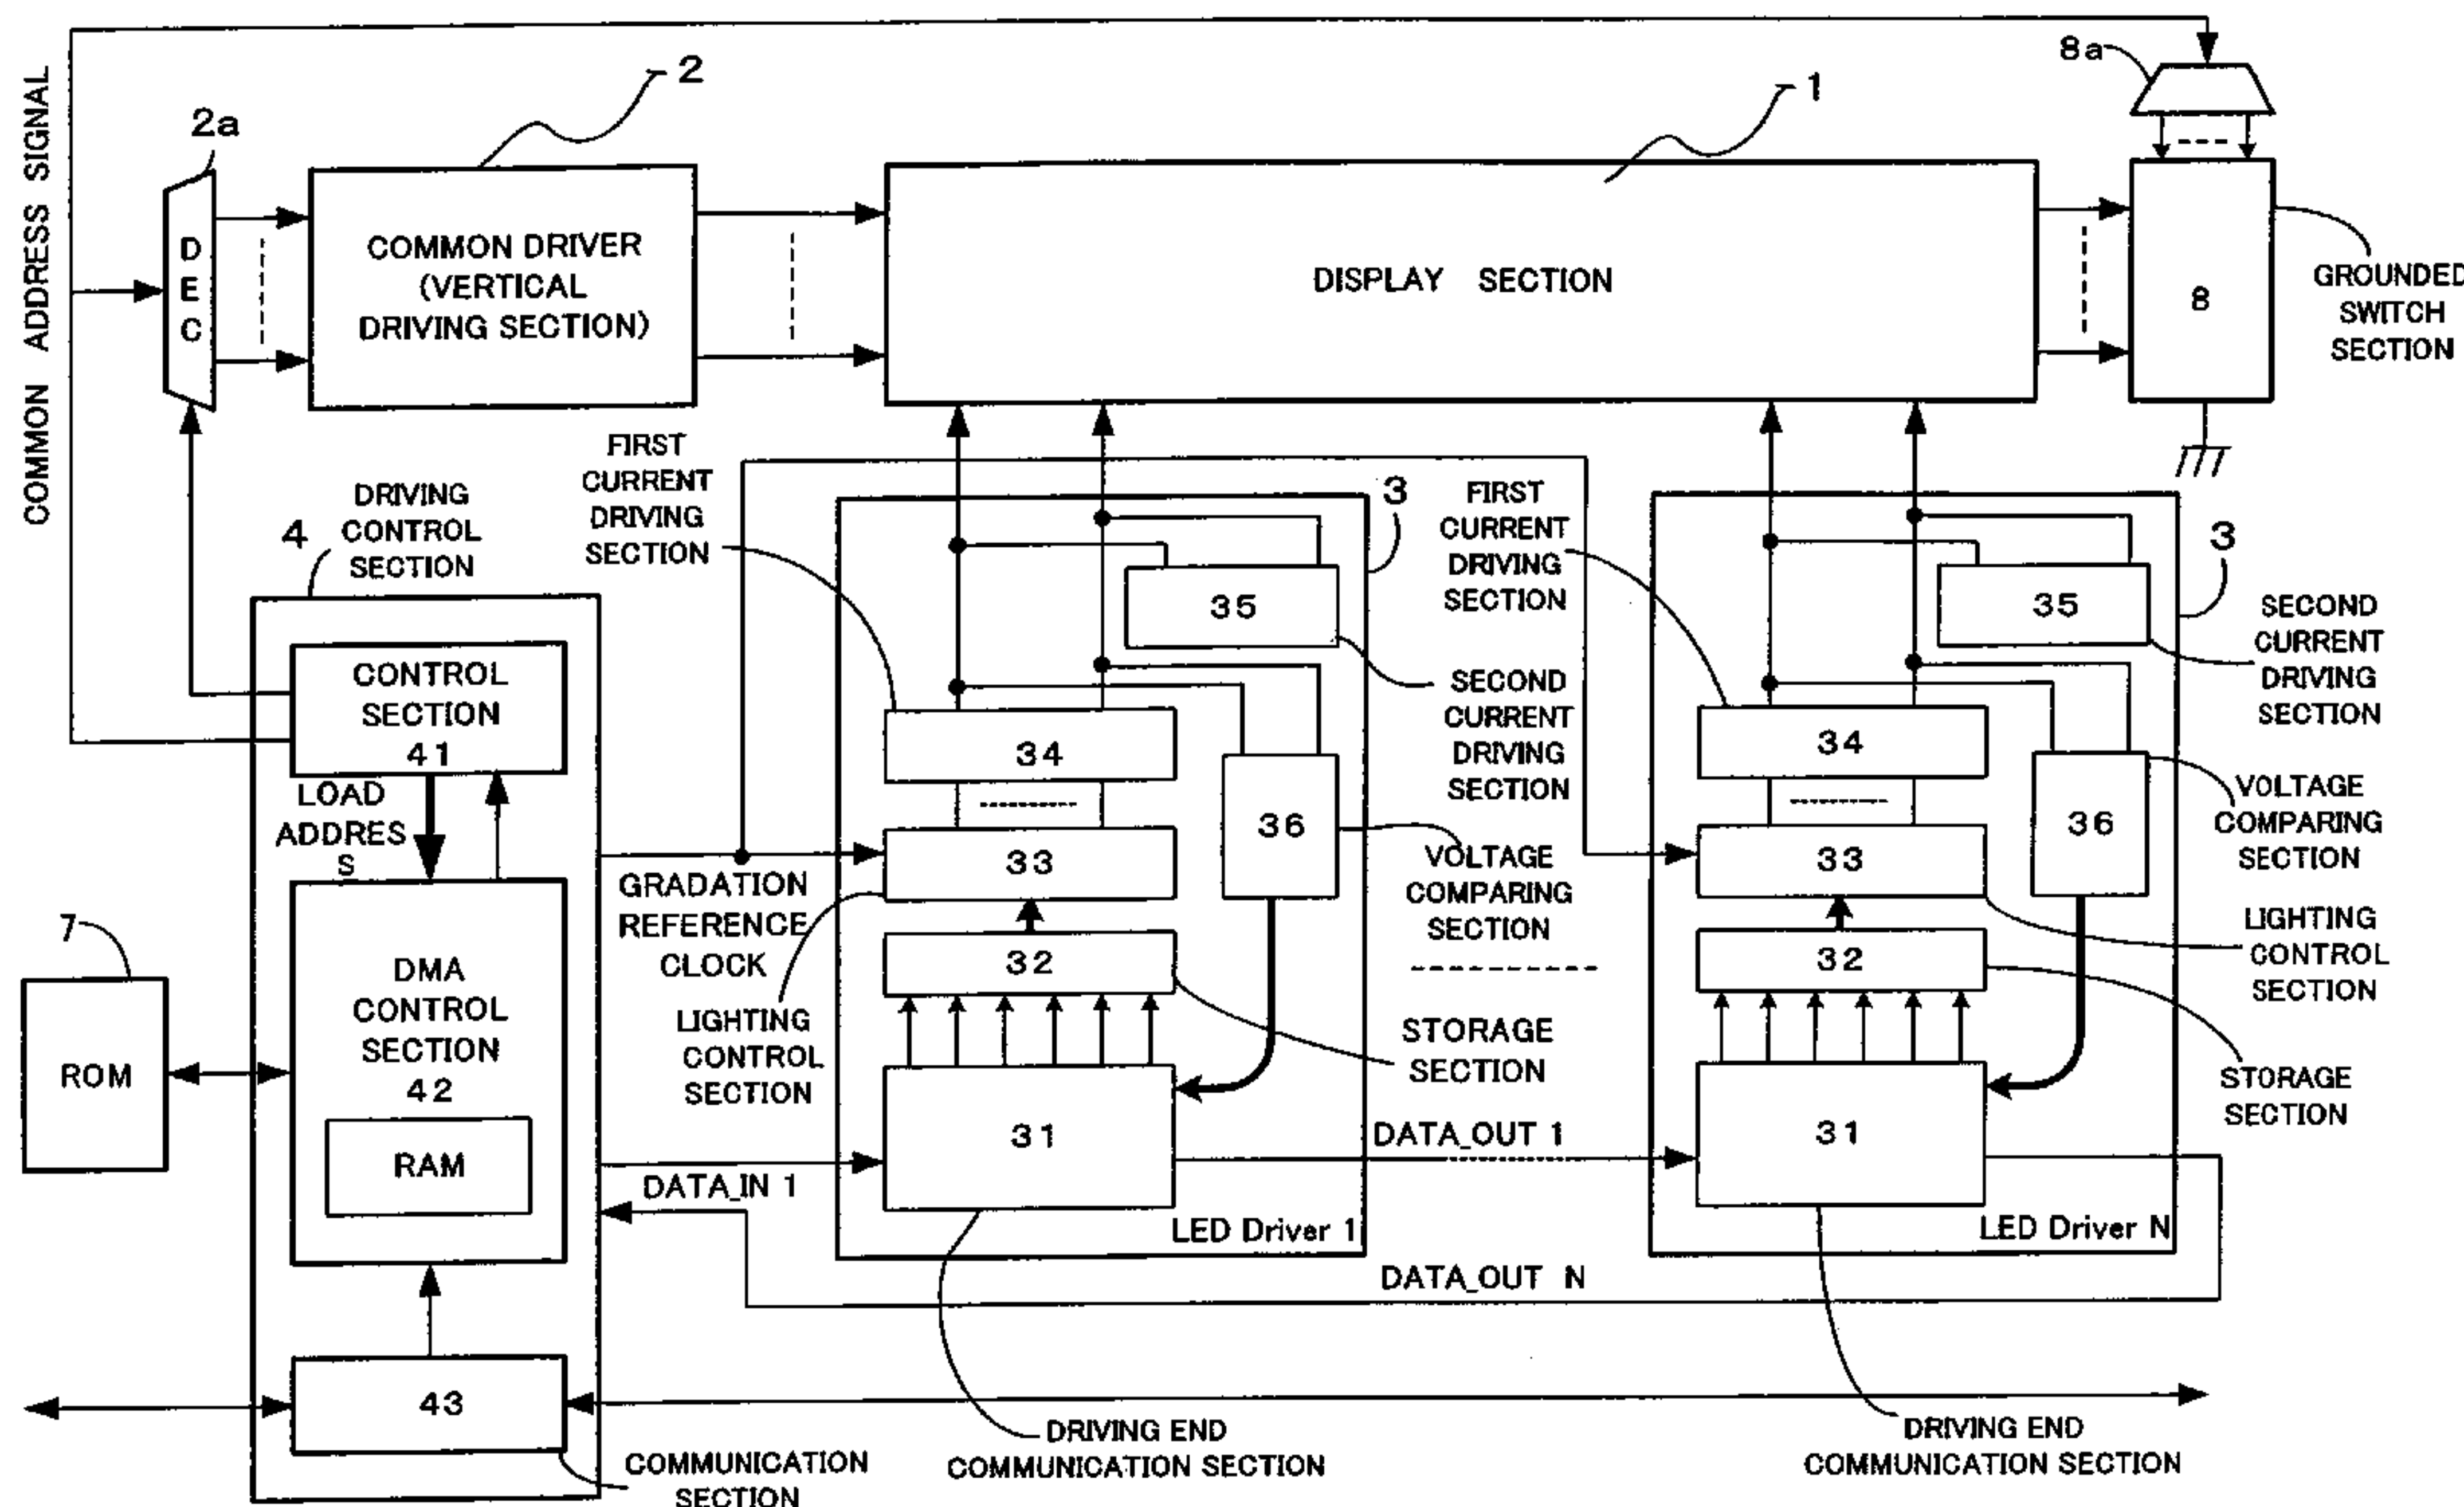 COMMON ADDRESS SIGNAL
2a
2
1
8a
D
E
C
COMMON DRIVER
(VERTICAL
DRIVING SECTION)
DISPLAY SECTION
8
GROUNDED
SWITCH
SECTION
4
DRIVING
CONTROL
SECTION
FIRST
CURRENT
DRIVING
SECTION
3
FIRST
CURRENT
DRIVING
SECTION
3
35
35
SECOND
CURRENT
DRIVING
SECTION
SECOND
CURRENT
DRIVING
SECTION
CONTROL
SECTION
41
LOAD
ADDRES
S
34
34
36
36
VOLTAGE
COMPARING
SECTION
VOLTAGE
COMPARING
SECTION
33
33
GRADATION
REFERENCE
CLOCK
LIGHTING
CONTROL
SECTION
LIGHTING
CONTROL
SECTION
7
ROM
DMA
CONTROL
SECTION
42
RAM
32
32
STORAGE
SECTION
STORAGE
SECTION
31
31
DATA_IN 1
DATA_OUT 1
LED Driver 1
LED Driver N
DATA_OUT N
43
COMMUNICATION
SECTION
DRIVING END
COMMUNICATION SECTION
DRIVING END
COMMUNICATION SECTION